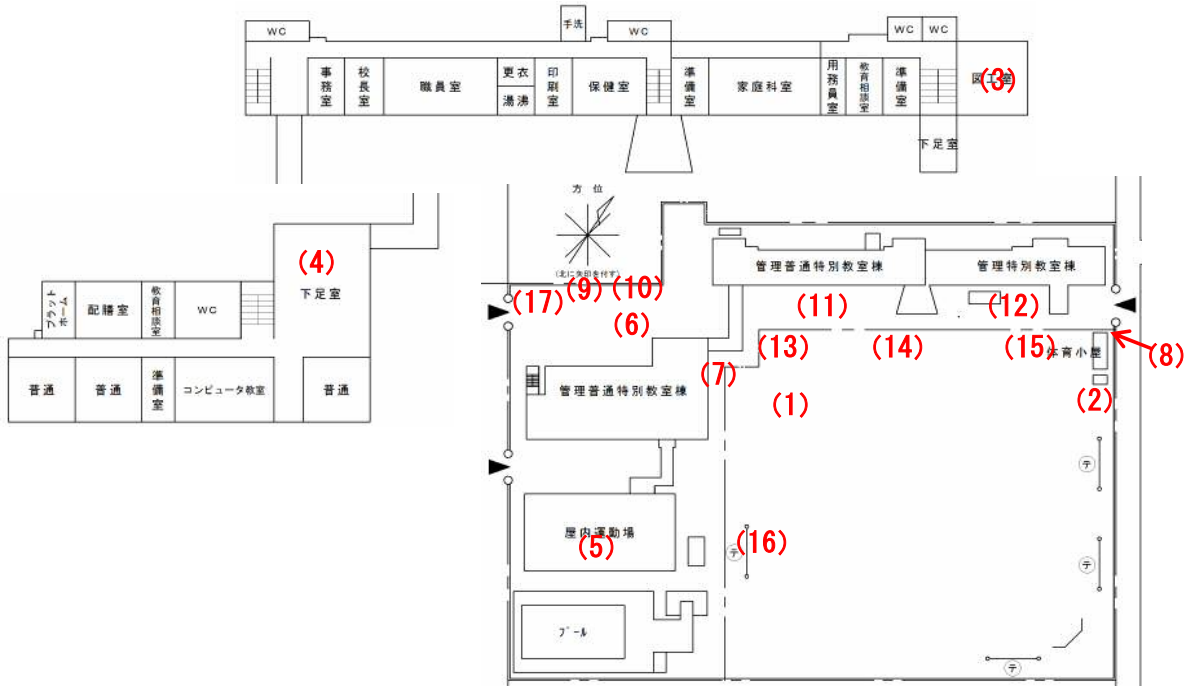 手洗
WC
WC
WC
WC
事務室
校長室
職員室
更衣
湯沸
印刷室
保健室
準備室
家庭科室
用務員室
教育相談室
準備室
図工室
(3)
下足室
方位
(北に矢印を付す)
(4)
下足室
プラットホーム
配膳室
教育相談室
WC
普通
普通
準備室
コンピュータ教室
普通
管理普通特別教室棟
管理特別教室棟
(17)
(9)
(10)
(11)
(12)
(6)
(13)
(14)
(15)
体育小屋
(8)
(7)
管理普通特別教室棟
(1)
(2)
テ
屋内運動場
(5)
テ
(16)
テ
プール
テ